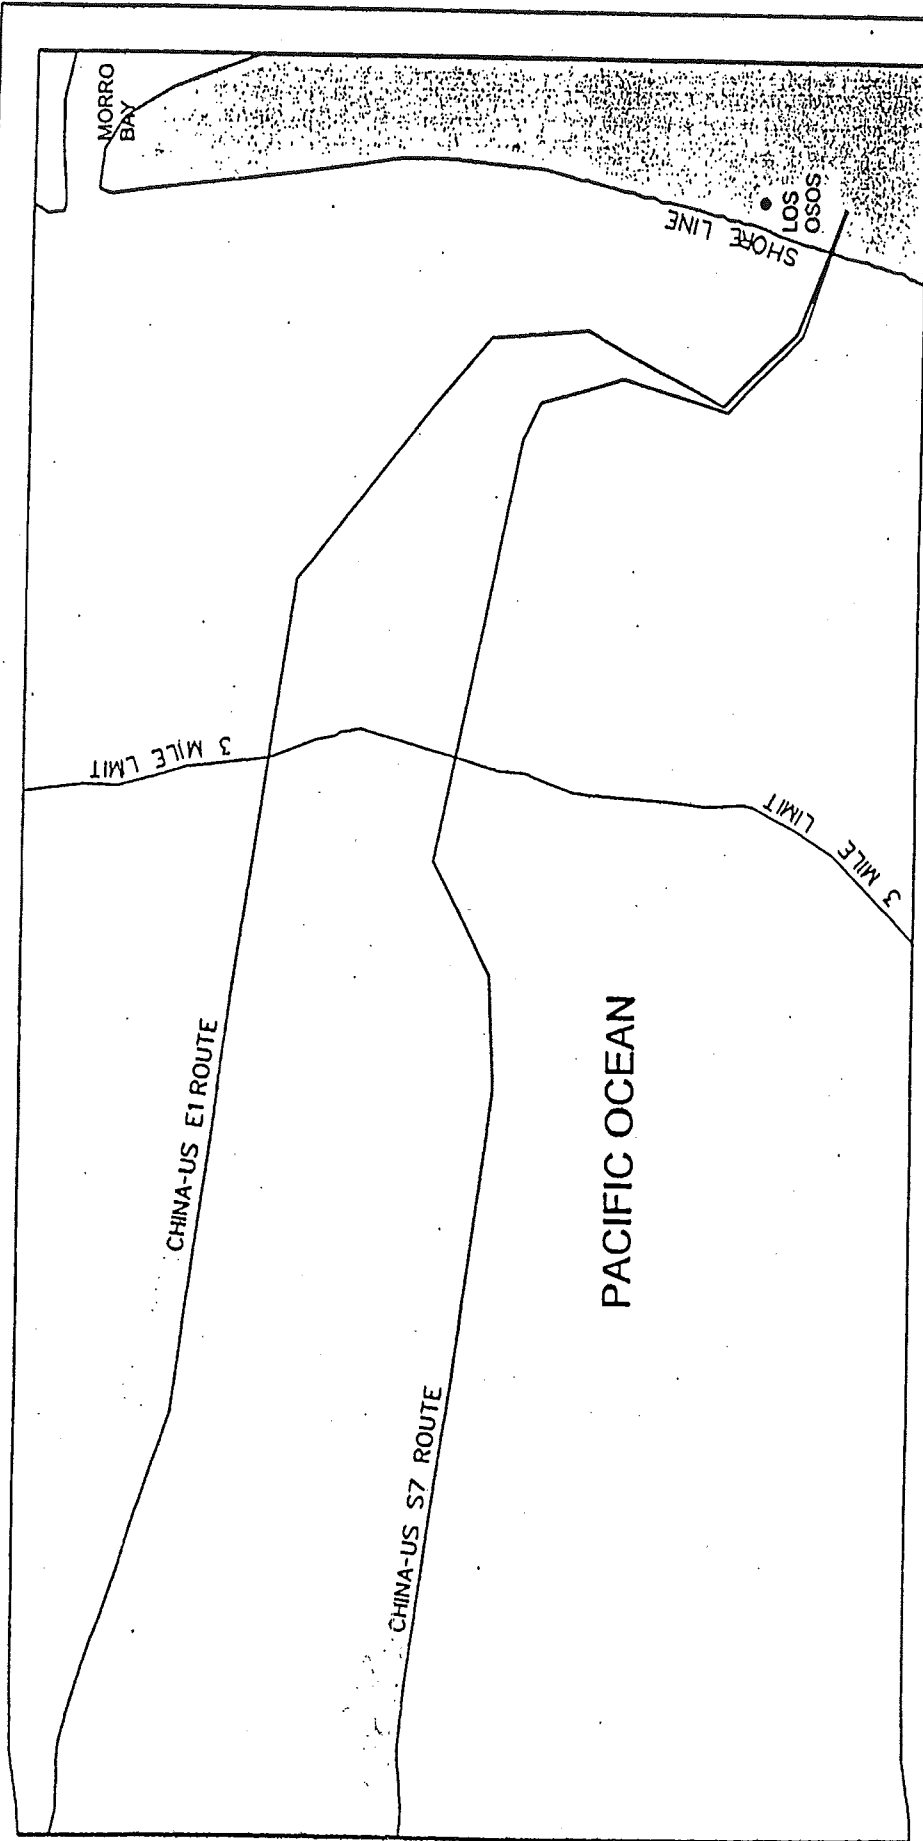 MORRO
BAY
LOS
OSOS
SHORE LINE
3 MILE LMIT
3 MILE LIMIT
CHINA-US E1 ROUTE
PACIFIC OCEAN
CHINA-US S7 ROUTE